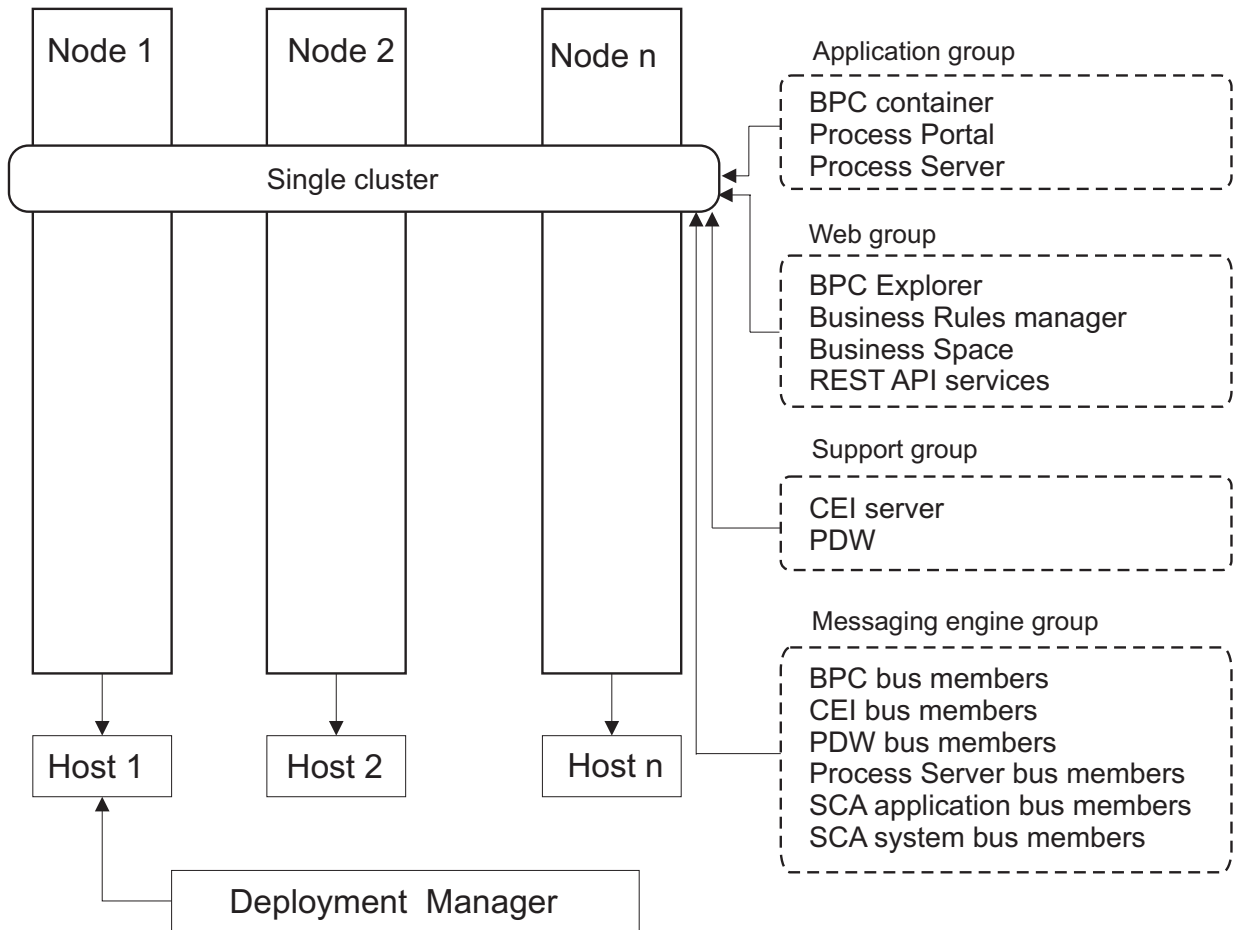 Node 1
Node 2
Node n
Single cluster
Host 1
Host 2
Host n
Deployment Manager
Application group
BPC container
Process Portal
Process Server
Web group
BPC Explorer
Business Rules manager
Business Space
REST API services
Support group
CEI server
PDW
Messaging engine group
BPC bus members
CEI bus members
PDW bus members
Process Server bus members
SCA application bus members
SCA system bus members